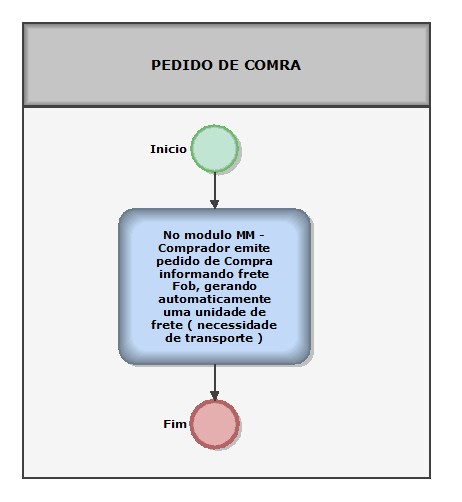 PEDIDO DE COMRA
Inicio
No modulo MM -
Comprador emite
pedido de Compra
informando frete
Fob, gerando
automaticamente
uma unidade de
frete ( necessidade
de transporte )
Fim